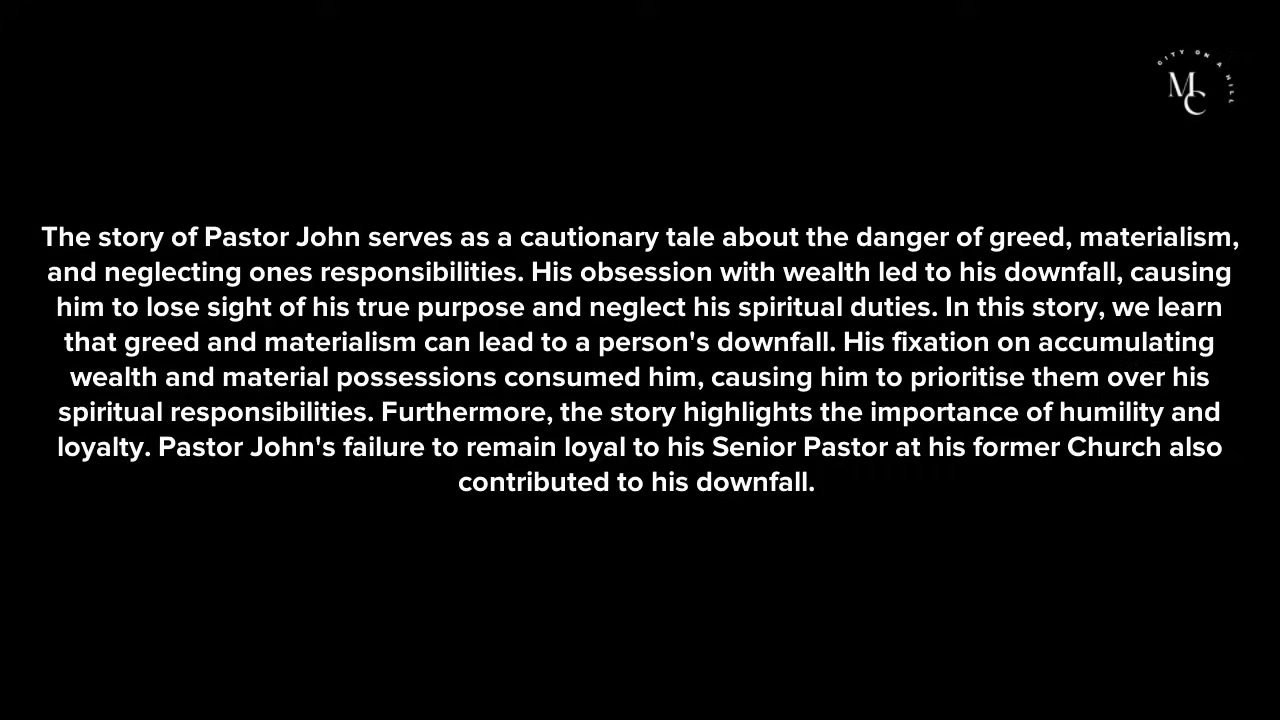 CITY ON A HILL
MC
The story of Pastor John serves as a cautionary tale about the danger of greed, materialism,
and neglecting ones responsibilities. His obsession with wealth led to his downfall, causing
him to lose sight of his true purpose and neglect his spiritual duties. In this story, we learn
that greed and materialism can lead to a person's downfall. His fixation on accumulating
wealth and material possessions consumed him, causing him to prioritise them over his
spiritual responsibilities. Furthermore, the story highlights the importance of humility and
loyalty. Pastor John's failure to remain loyal to his Senior Pastor at his former Church also
contributed to his downfall.